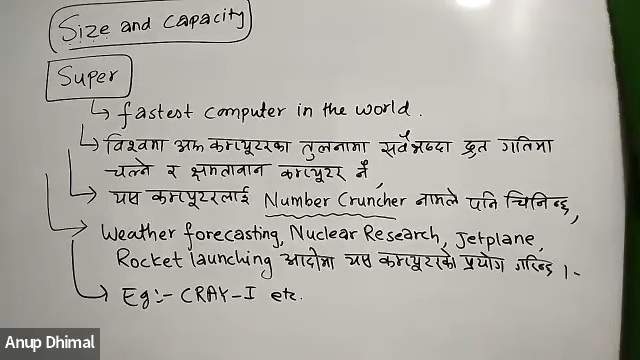 Size and capacity
Super
↳ fastest computer in the world.
↳ विश्वमा अरू कम्प्युटरका तुलनामा सबैभन्दा द्रुत गतिमा
चल्ने र क्षमतावान कम्प्युटर नै,
→ यस कम्प्युटरलाई Number Cruncher नामले पनि चिनिन्छ,
→ Weather forecasting, Nuclear Research, Jetplane,
Rocket launching आदीमा यस कम्प्युटरको प्रयोग गरिन्छ ।-
→ Eg:- CRAY-I etc.
Anup Dhimal